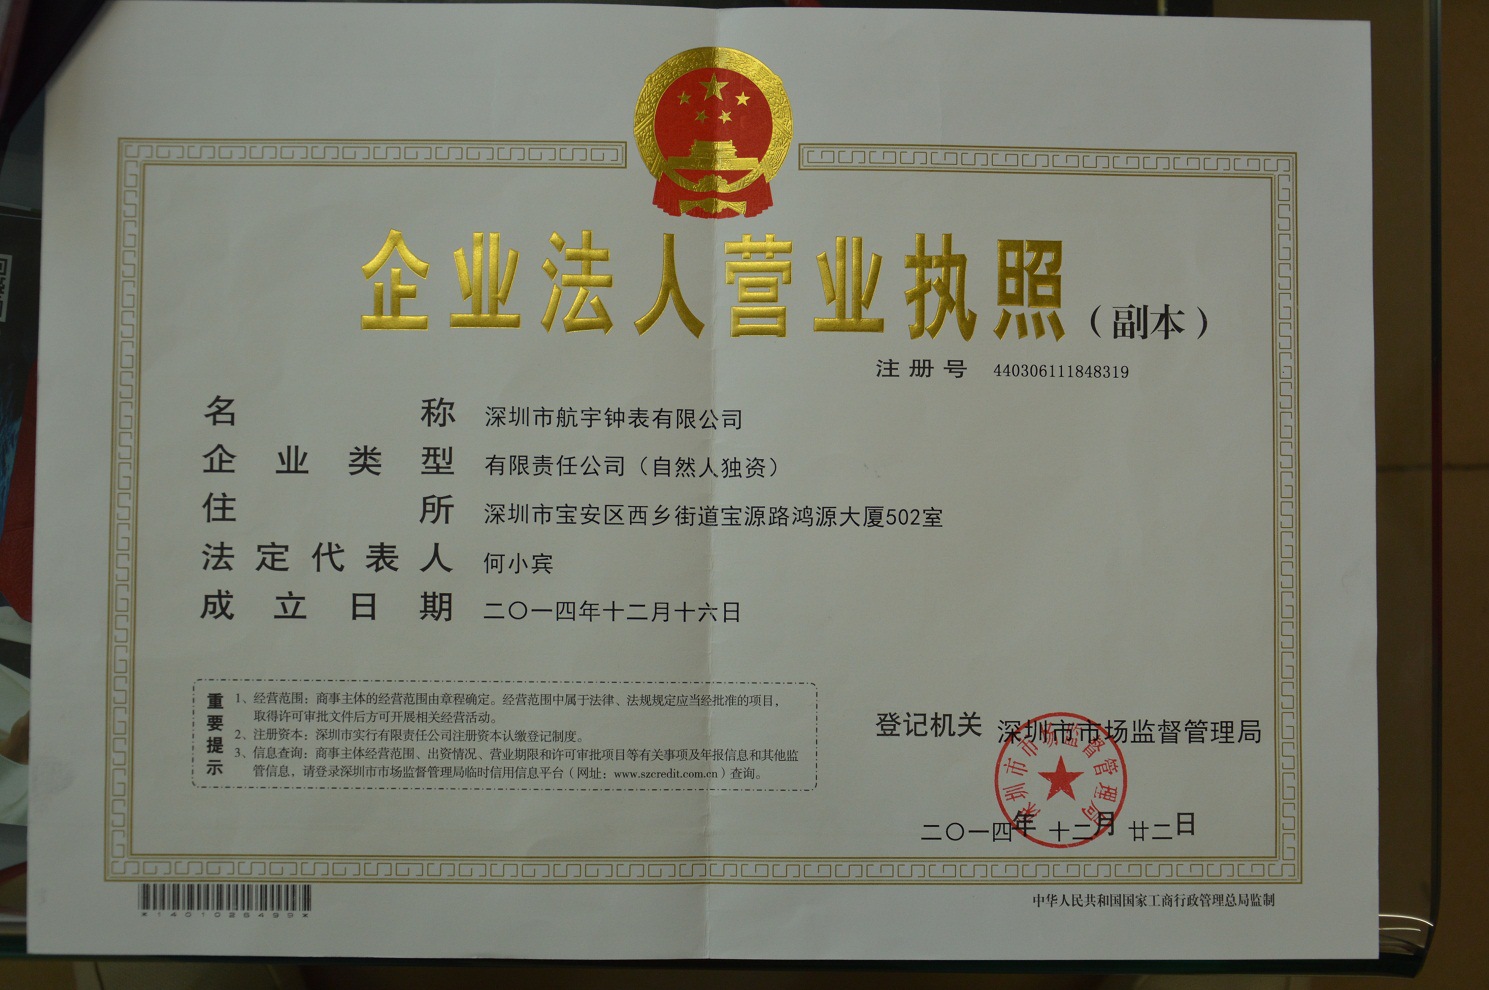 企业法人营业执照（副本）
注册号 440306111848319
名称 深圳市航宇钟表有限公司
企业类型 有限责任公司（自然人独资）
住所 深圳市宝安区西乡街道宝源路鸿源大厦502室
法定代表人 何小宾
成立日期 二〇一四年十二月十六日
重要提示
1、经营范围：商事主体的经营范围由章程确定。经营范围中属于法律、法规规定应当经批准的项目，
取得许可审批文件后方可开展相关经营活动。
2、注册资本：深圳市实行有限责任公司注册资本认缴登记制度。
3、信息查询：商事主体经营范围、出资情况、营业期限和许可审批项目等有关事项及年报信息和其他监
管信息，请登录深圳市市场监督管理局临时信用信息平台（网址：www.szcredit.com.cn）查询。
登记机关 深圳市市场监督管理局
深圳市市场监督管理局
二〇一四年十二月廿二日
*1401026499*
中华人民共和国国家工商行政管理总局监制